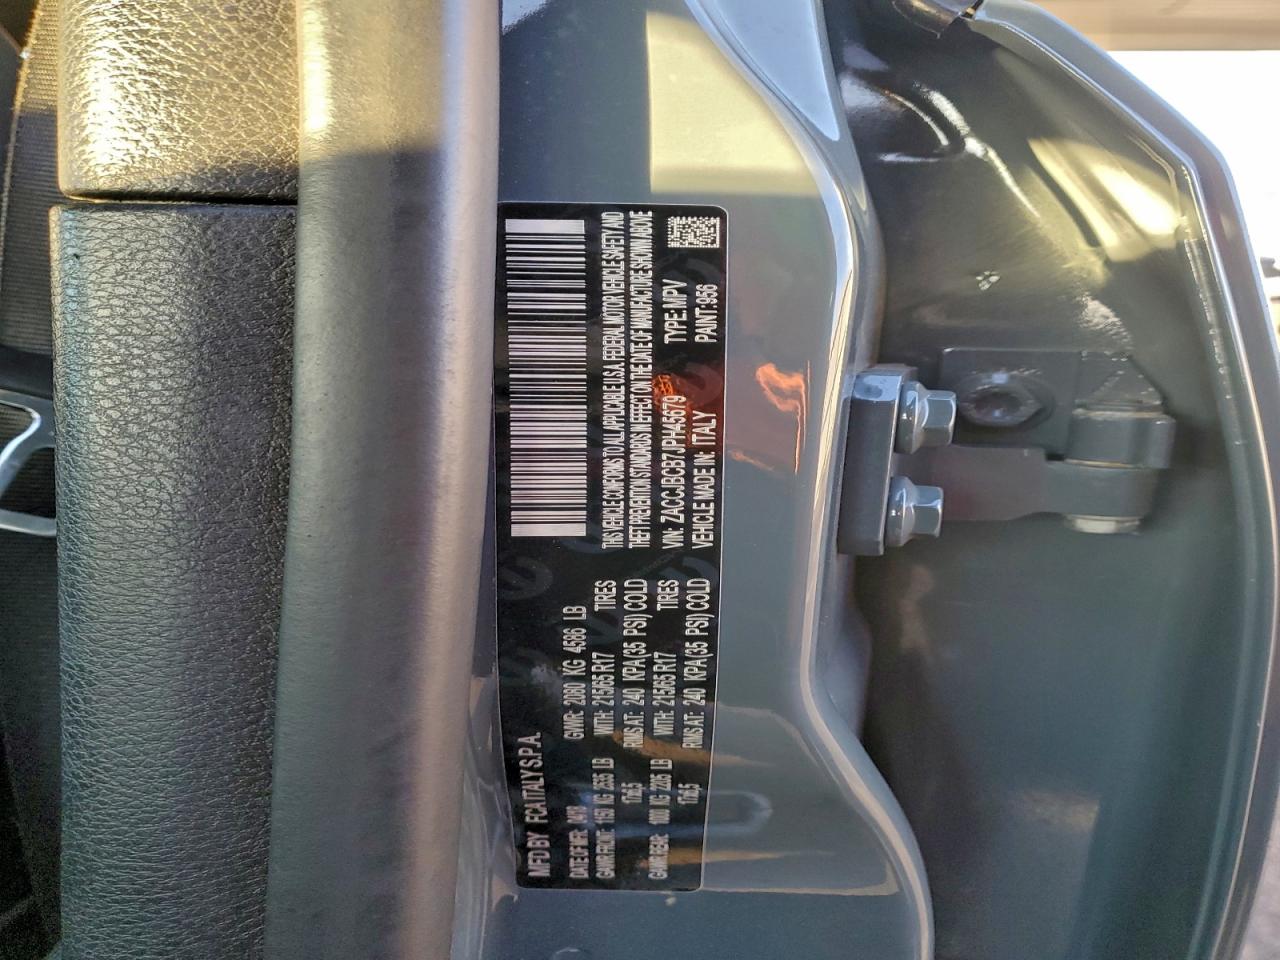 MFD BY FCA ITALY S.P.A.
DATE OF MFR: 04/18 GVWR: 2080 KG 4586 LB
GAWR FRONT: 1150 KG 2535 LB WITH: 215/65 R17 TIRES
17x6.5 RIMS AT: 240 KPA(35 PSI) COLD
GAWR REAR: 1000 KG 2205 LB WITH: 215/65 R17 TIRES
17x6.5 RIMS AT: 240 KPA(35 PSI) COLD
THIS VEHICLE CONFORMS TO ALL APPLICABLE U.S.A. FEDERAL MOTOR VEHICLE SAFETY AND
THEFT PREVENTION STANDARDS IN EFFECT ON THE DATE OF MANUFACTURE SHOWN ABOVE
VIN: ZACCJBCB7JPH45679 TYPE: MPV
VEHICLE MADE IN: ITALY PAINT: 956